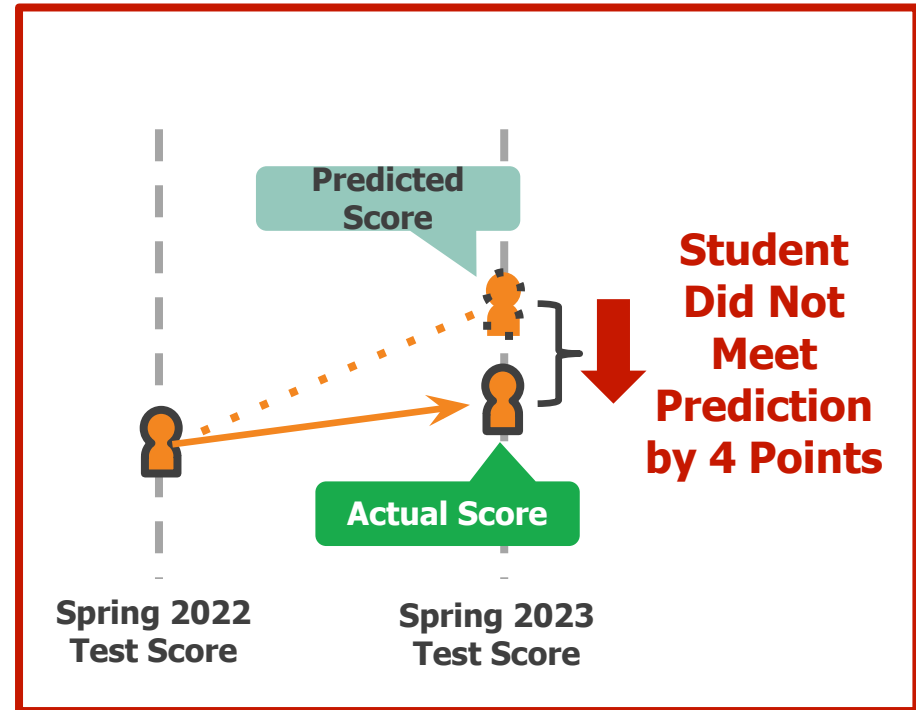 Predicted
Score
Student
Did Not
Meet
Prediction
by 4 Points
Actual Score
Spring 2022
Test Score
Spring 2023
Test Score